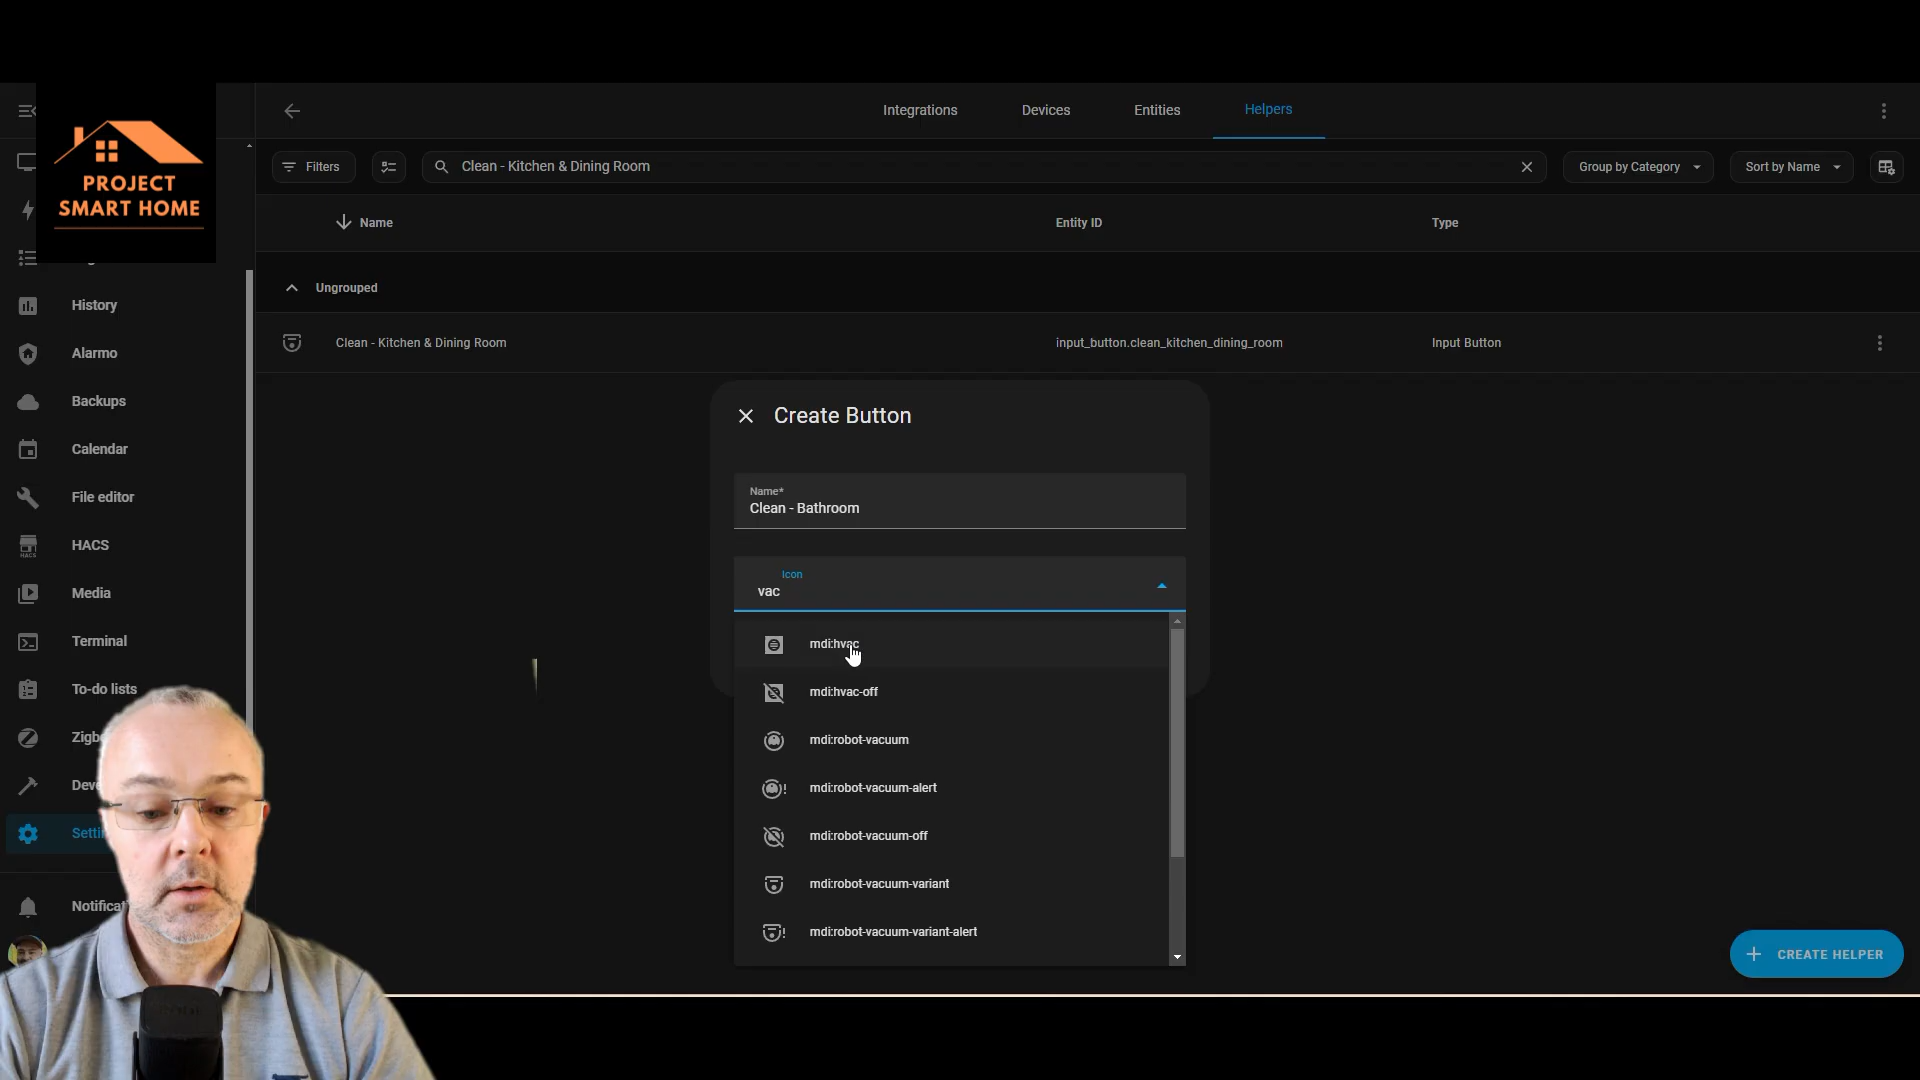 PROJECT
SMART HOME
Integrations
Devices
Entities
Helpers
Filters
Clean - Kitchen & Dining Room
Group by Category
Sort by Name
Name
Entity ID
Type
Ungrouped
Clean - Kitchen & Dining Room
input_button.clean_kitchen_dining_room
Input Button
History
Alarmo
Backups
Calendar
File editor
HACS
HACS
Media
Terminal
To-do lists
Create Button
Name*
Clean - Bathroom
Icon
vac
mdi:hvac
mdi:hvac-off
mdi:robot-vacuum
mdi:robot-vacuum-alert
mdi:robot-vacuum-off
mdi:robot-vacuum-variant
mdi:robot-vacuum-variant-alert
CREATE HELPER